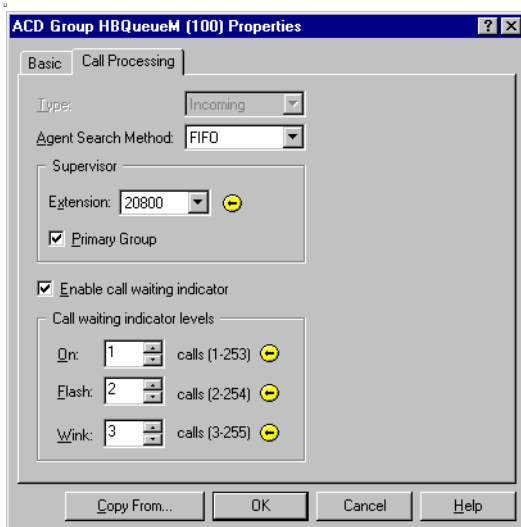 ACD Group HBQueueM (100) Properties
Basic Call Processing
Type: Incoming
Agent Search Method: FIFO
Supervisor
Extension: 20800
Primary Group
Enable call waiting indicator
Call waiting indicator levels
On: 1 calls (1-253)
Flash: 2 calls (2-254)
Wink: 3 calls (3-255)
Copy From... OK Cancel Help